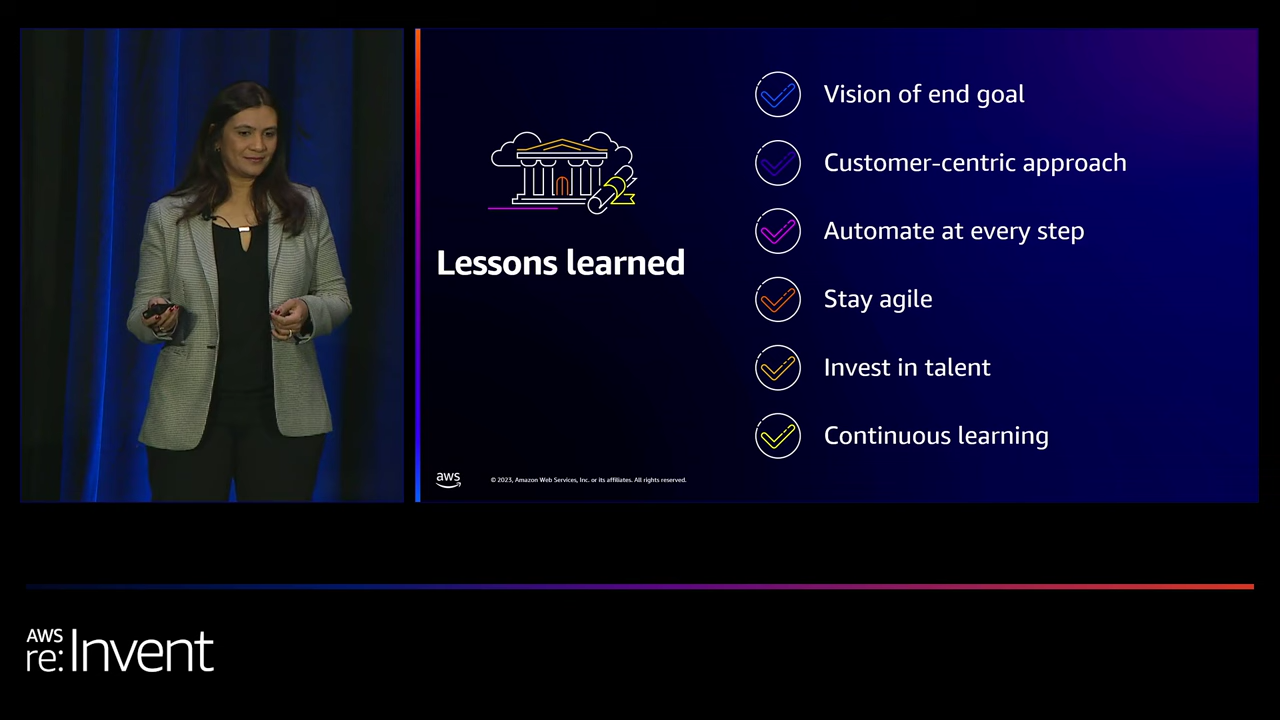 Lessons learned
Vision of end goal
Customer-centric approach
Automate at every step
Stay agile
Invest in talent
Continuous learning
aws
© 2023, Amazon Web Services, Inc. or its affiliates. All rights reserved.
AWS
re:Invent